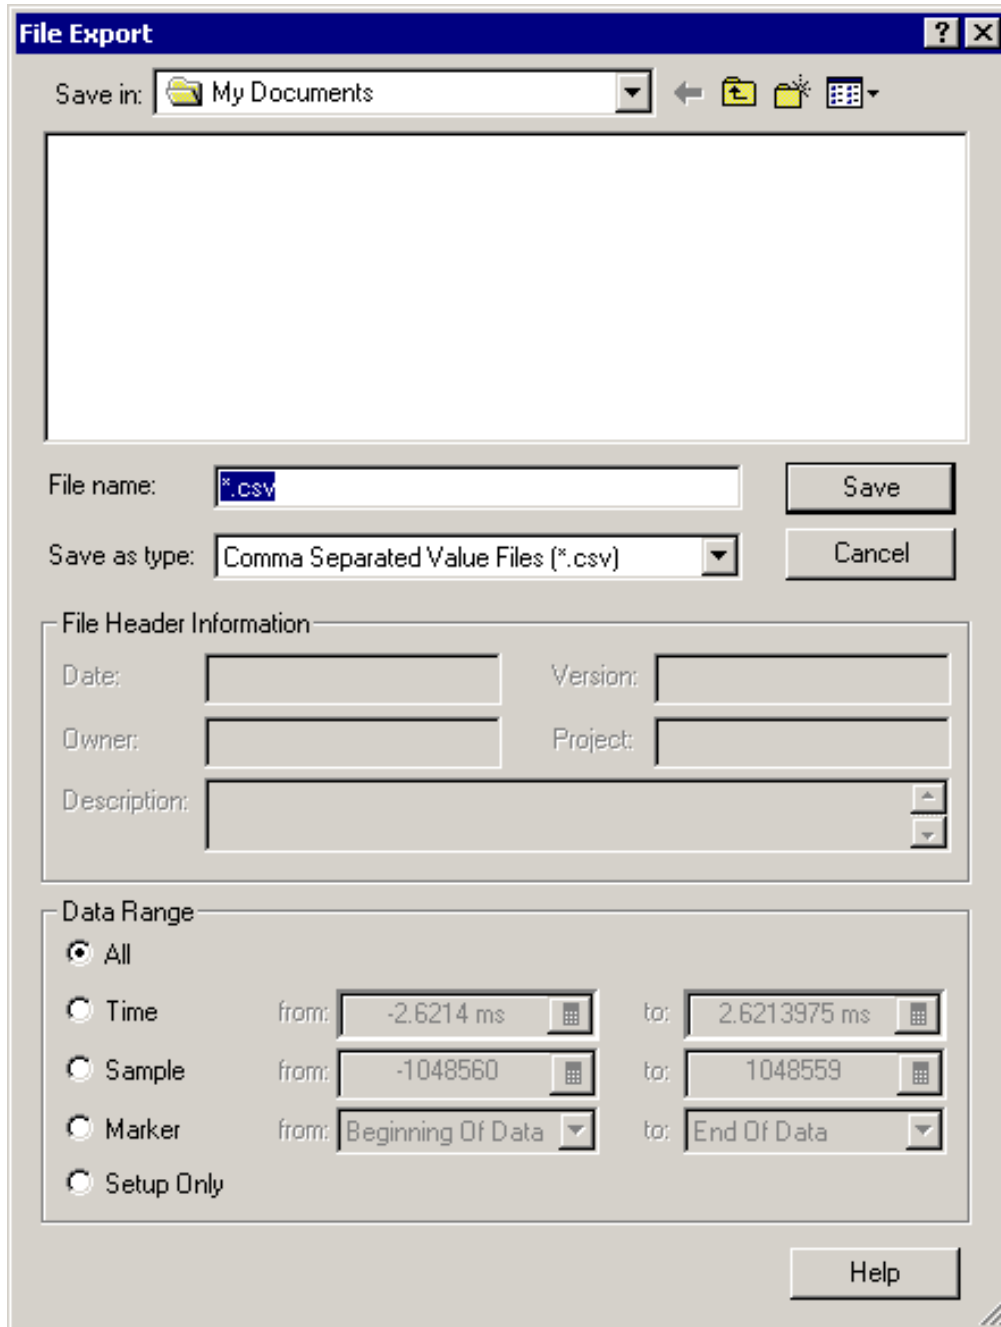 File Export
Save in: My Documents
File name: *.csv Save
Save as type: Comma Separated Value Files (*.csv) Cancel
File Header Information
Date: Version:
Owner: Project:
Description:
Data Range
All
Time from: -2.6214 ms to: 2.6213975 ms
Sample from: -1048560 to: 1048559
Marker from: Beginning Of Data to: End Of Data
Setup Only
Help